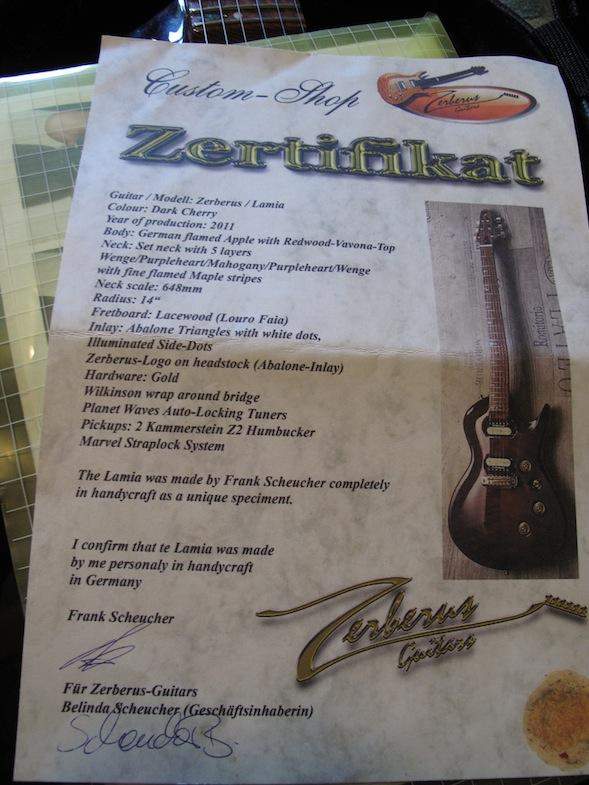 Custom-Shop
Zerberus
Guitars
Zertifikat
Guitar / Modell: Zerberus / Lamia
Colour: Dark Cherry
Year of production: 2011
Body: German flamed Apple with Redwood-Vavona-Top
Neck: Set neck with 5 layers
Wenge/Purpleheart/Mahogany/Purpleheart/Wenge
with fine flamed Maple stripes
Neck scale: 648mm
Radius: 14“
Fretboard: Lacewood (Louro Faia)
Inlay: Abalone Triangles with white dots,
Illuminated Side-Dots
Zerberus-Logo on headstock (Abalone-Inlay)
Hardware: Gold
Wilkinson wrap around bridge
Planet Waves Auto-Locking Tuners
Pickups: 2 Kammerstein Z2 Humbucker
Marvel Straplock System
The Lamia was made by Frank Scheucher completely
in handycraft as a unique speciment.
I confirm that te Lamia was made
by me personaly in handycraft
in Germany
Frank Scheucher
Zerberus
Guitars
Für Zerberus-Guitars
Belinda Scheucher (Geschäftsinhaberin)